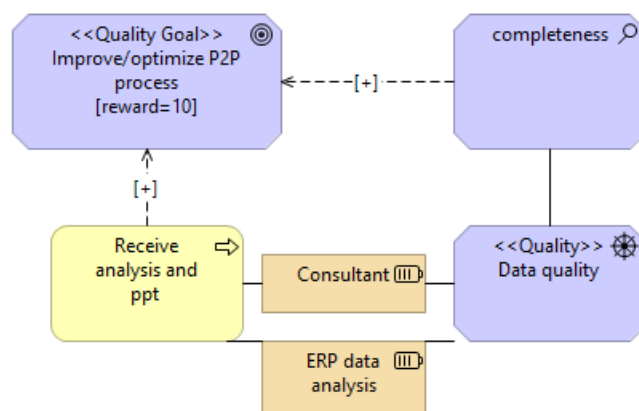 <<Quality Goal>>
Improve/optimize P2P
process
[reward=10]
completeness
[+]
[+]
Receive
analysis and
ppt
Consultant
<<Quality>>
Data quality
ERP data
analysis